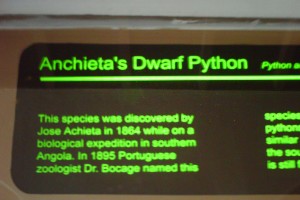 Anchieta's Dwarf Python Python a
This species was discovered by
Jose Achieta in 1864 while on a
biological expedition in southern
Angola. In 1895 Portuguese
zoologist Dr. Bocage named this
species
python
similar
the sou
is still f